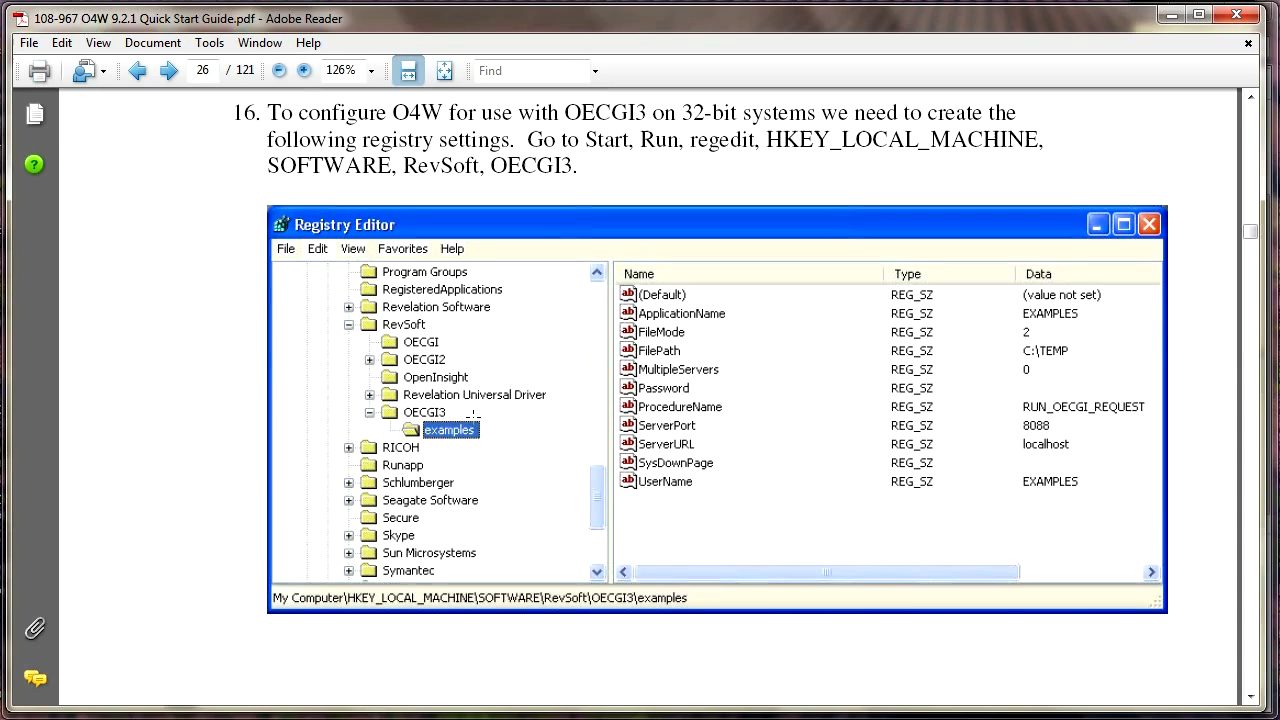 108-967 O4W 9.2.1 Quick Start Guide.pdf - Adobe Reader
File Edit View Document Tools Window Help
26 / 121 126% Find
16. To configure O4W for use with OECGI3 on 32-bit systems we need to create the
following registry settings. Go to Start, Run, regedit, HKEY_LOCAL_MACHINE,
SOFTWARE, RevSoft, OECGI3.
Registry Editor
File Edit View Favorites Help
Program Groups
RegisteredApplications
Revelation Software
RevSoft
OECGI
OECGI2
OpenInsight
Revelation Universal Driver
OECGI3
examples
RICOH
Runapp
Schlumberger
Seagate Software
Secure
Skype
Sun Microsystems
Symantec
Name Type Data
(Default) REG_SZ (value not set)
ApplicationName REG_SZ EXAMPLES
FileMode REG_SZ 2
FilePath REG_SZ C:\TEMP
MultipleServers REG_SZ 0
Password REG_SZ
ProcedureName REG_SZ RUN_OECGI_REQUEST
ServerPort REG_SZ 8088
ServerURL REG_SZ localhost
SysDownPage REG_SZ
UserName REG_SZ EXAMPLES
My Computer\HKEY_LOCAL_MACHINE\SOFTWARE\RevSoft\OECGI3\examples